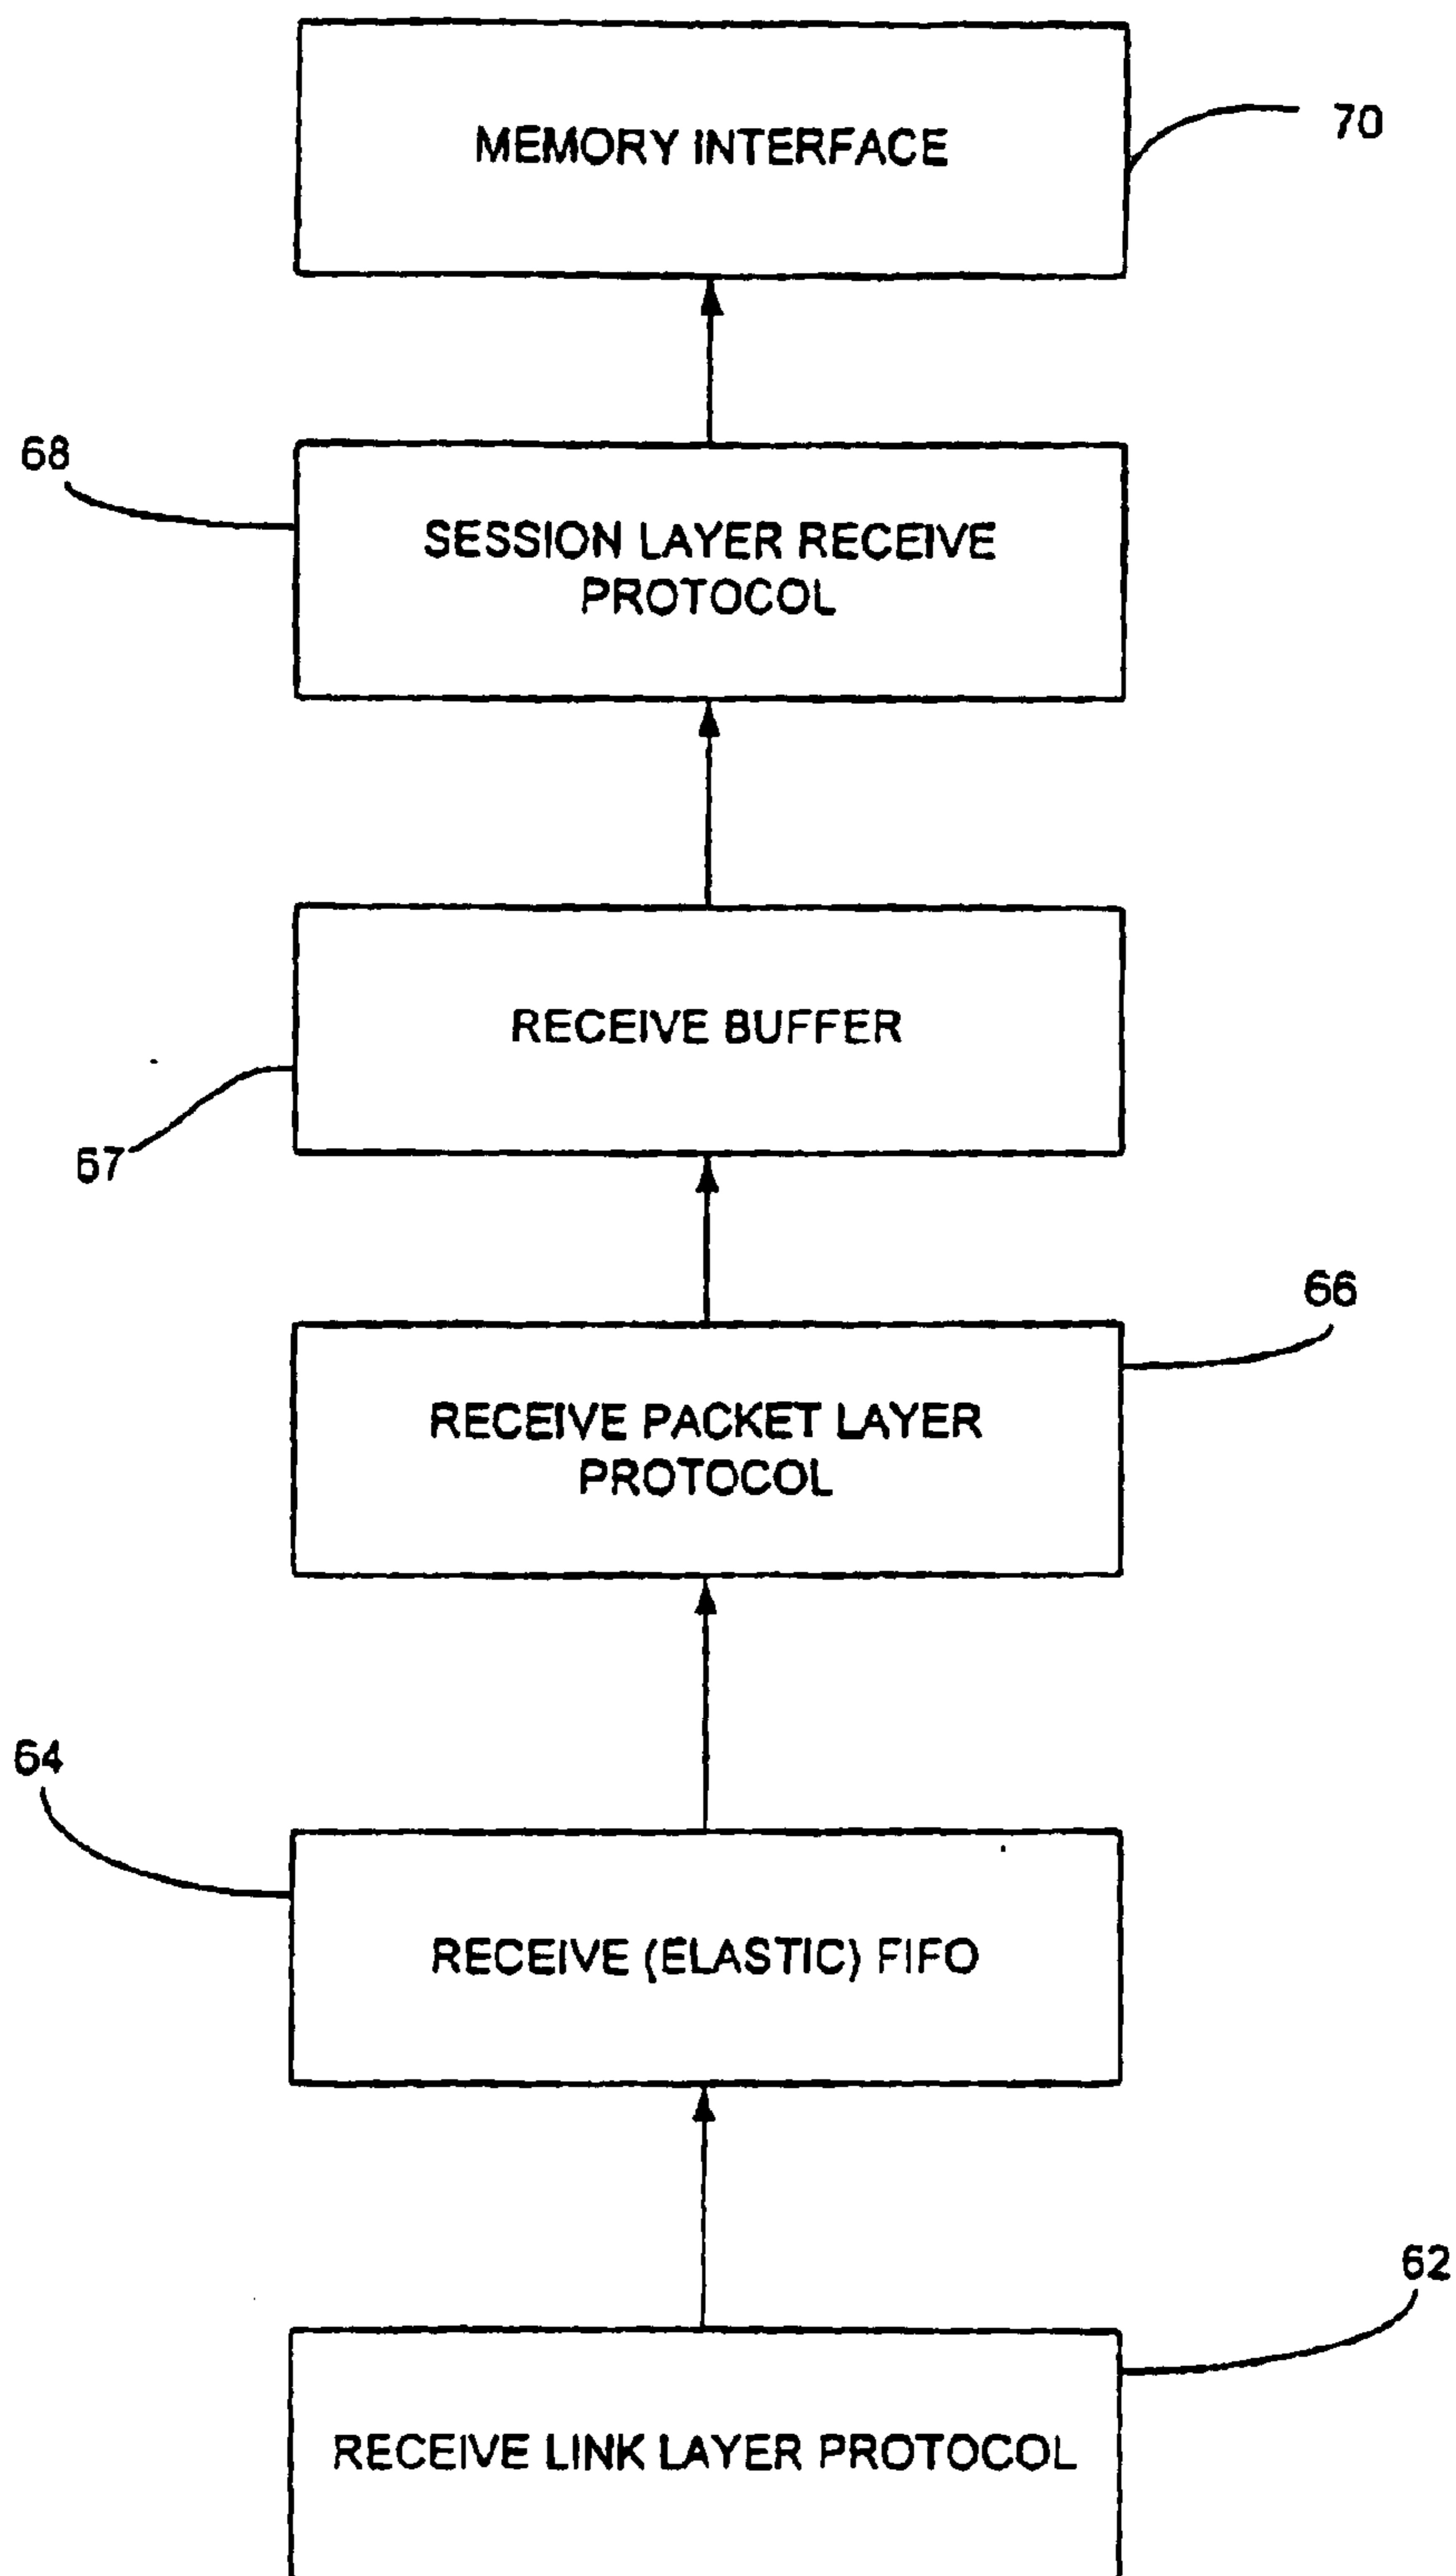 MEMORY INTERFACE
70
68
SESSION LAYER RECEIVE
PROTOCOL
RECEIVE BUFFER
67
66
RECEIVE PACKET LAYER
PROTOCOL
64
RECEIVE (ELASTIC) FIFO
62
RECEIVE LINK LAYER PROTOCOL